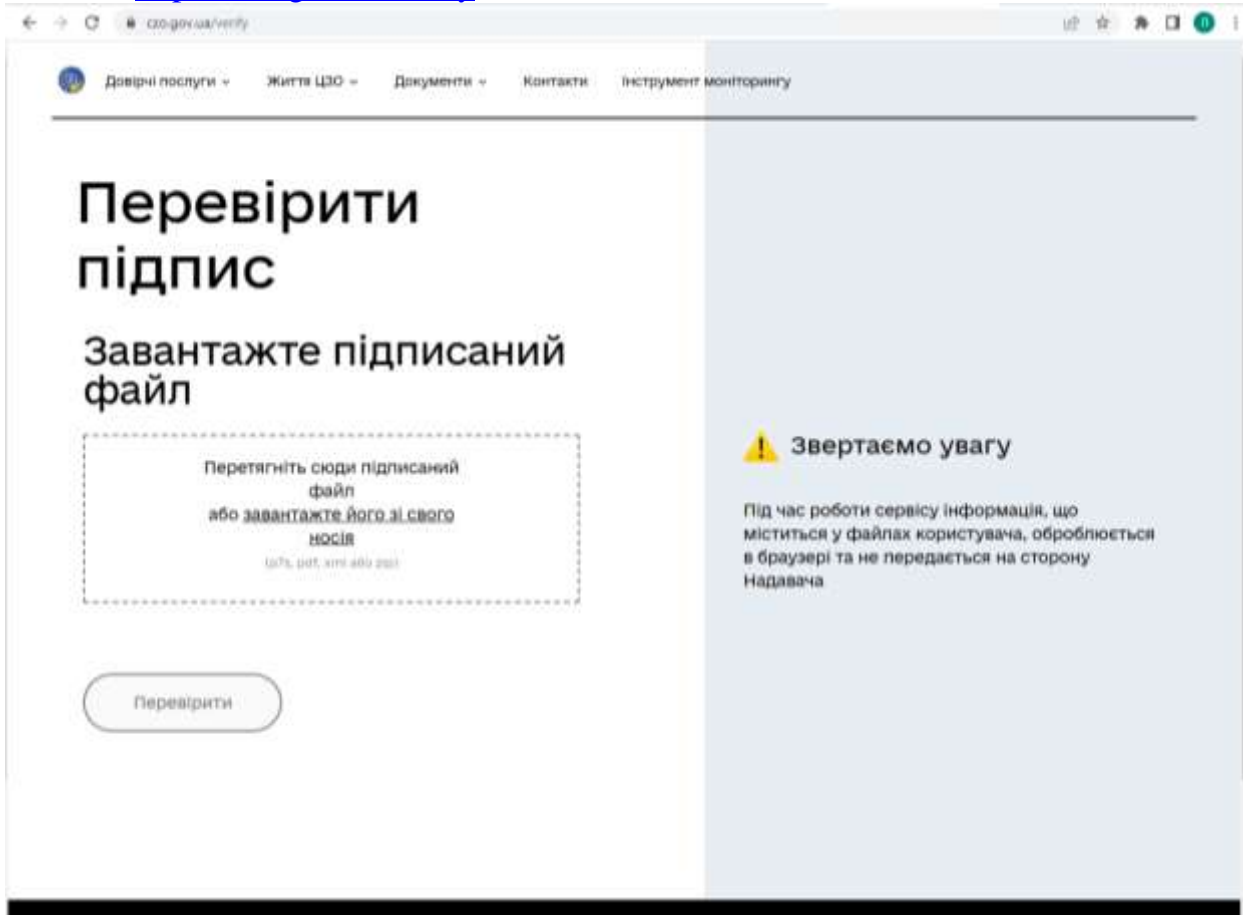 czo.gov.ua/verify
Довірчі послуги Життя ЦЗО Документи Контакти Інструмент моніторингу
Перевірити
підпис
Завантажте підписаний
файл
Перетягніть сюди підписаний
файл
або завантажте його зі свого
носія
Перевірити
Звертаємо увагу
Під час роботи сервісу інформація, що
міститься у файлах користувача, оброблюється
в браузері та не передається на сторону
Надавача